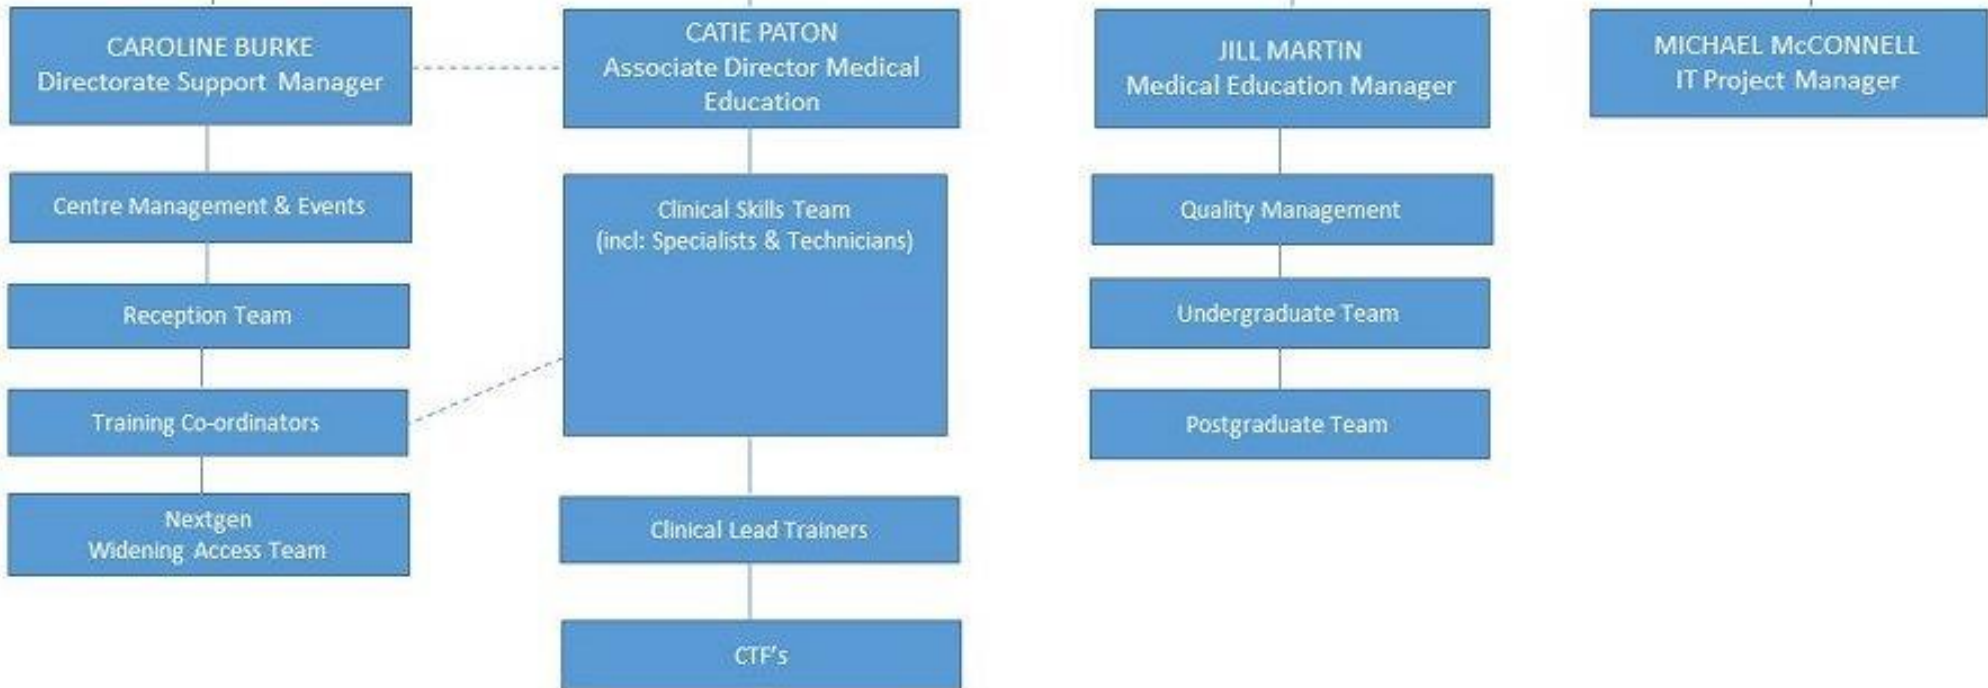 CAROLINE BURKE
Directorate Support Manager
CATIE PATON
Associate Director Medical
Education
JILL MARTIN
Medical Education Manager
MICHAEL McCONNELL
IT Project Manager
Centre Management & Events
Reception Team
Training Co-ordinators
Nextgen
Widening Access Team
Clinical Skills Team
(incl: Specialists & Technicians)
Clinical Lead Trainers
CTF's
Quality Management
Undergraduate Team
Postgraduate Team